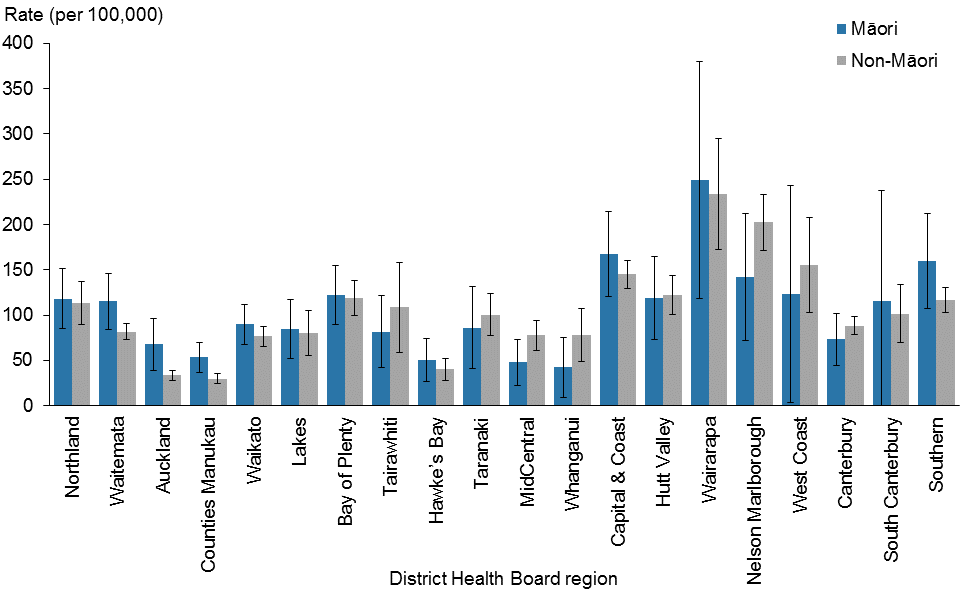 Rate (per 100,000)
Māori
Non-Māori
400
350
300
250
200
150
100
50
0
Northland
Waitemata
Auckland
Counties Manukau
Waikato
Lakes
Bay of Plenty
Tairawhiti
Hawke's Bay
Taranaki
MidCentral
Whanganui
Capital & Coast
Hutt Valley
Wairarapa
Nelson Marlborough
West Coast
Canterbury
South Canterbury
Southern
District Health Board region